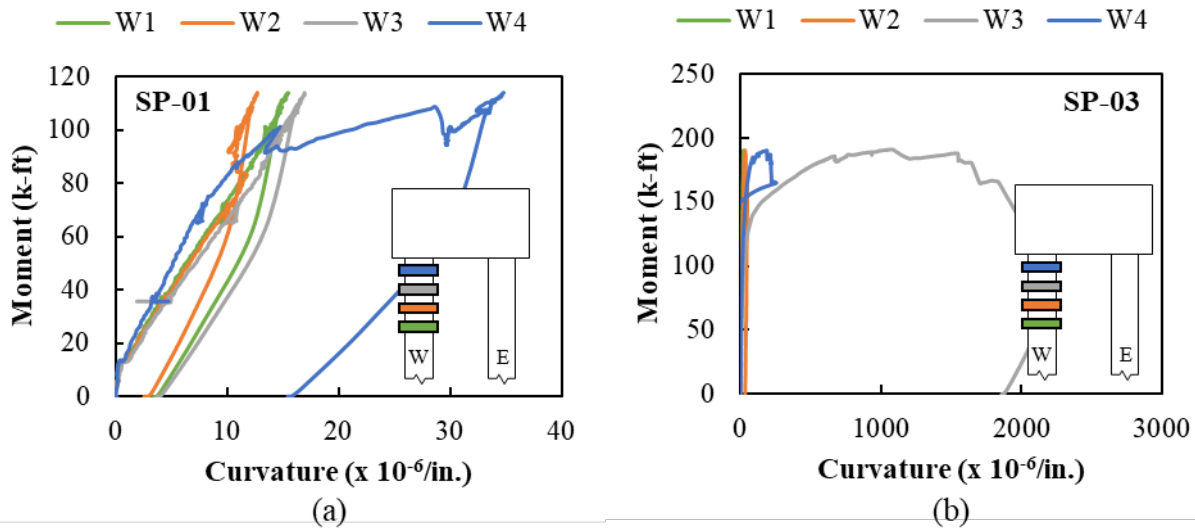 W1 W2 W3 W4
SP-01
Moment (k-ft)
120
100
80
60
40
20
0
0 10 20 30 40
W E
Curvature (x 10⁻⁶/in.)
(a)
W1 W2 W3 W4
SP-03
Moment (k-ft)
250
200
150
100
50
0
0 1000 2000 3000
W E
Curvature (x 10⁻⁶/in.)
(b)